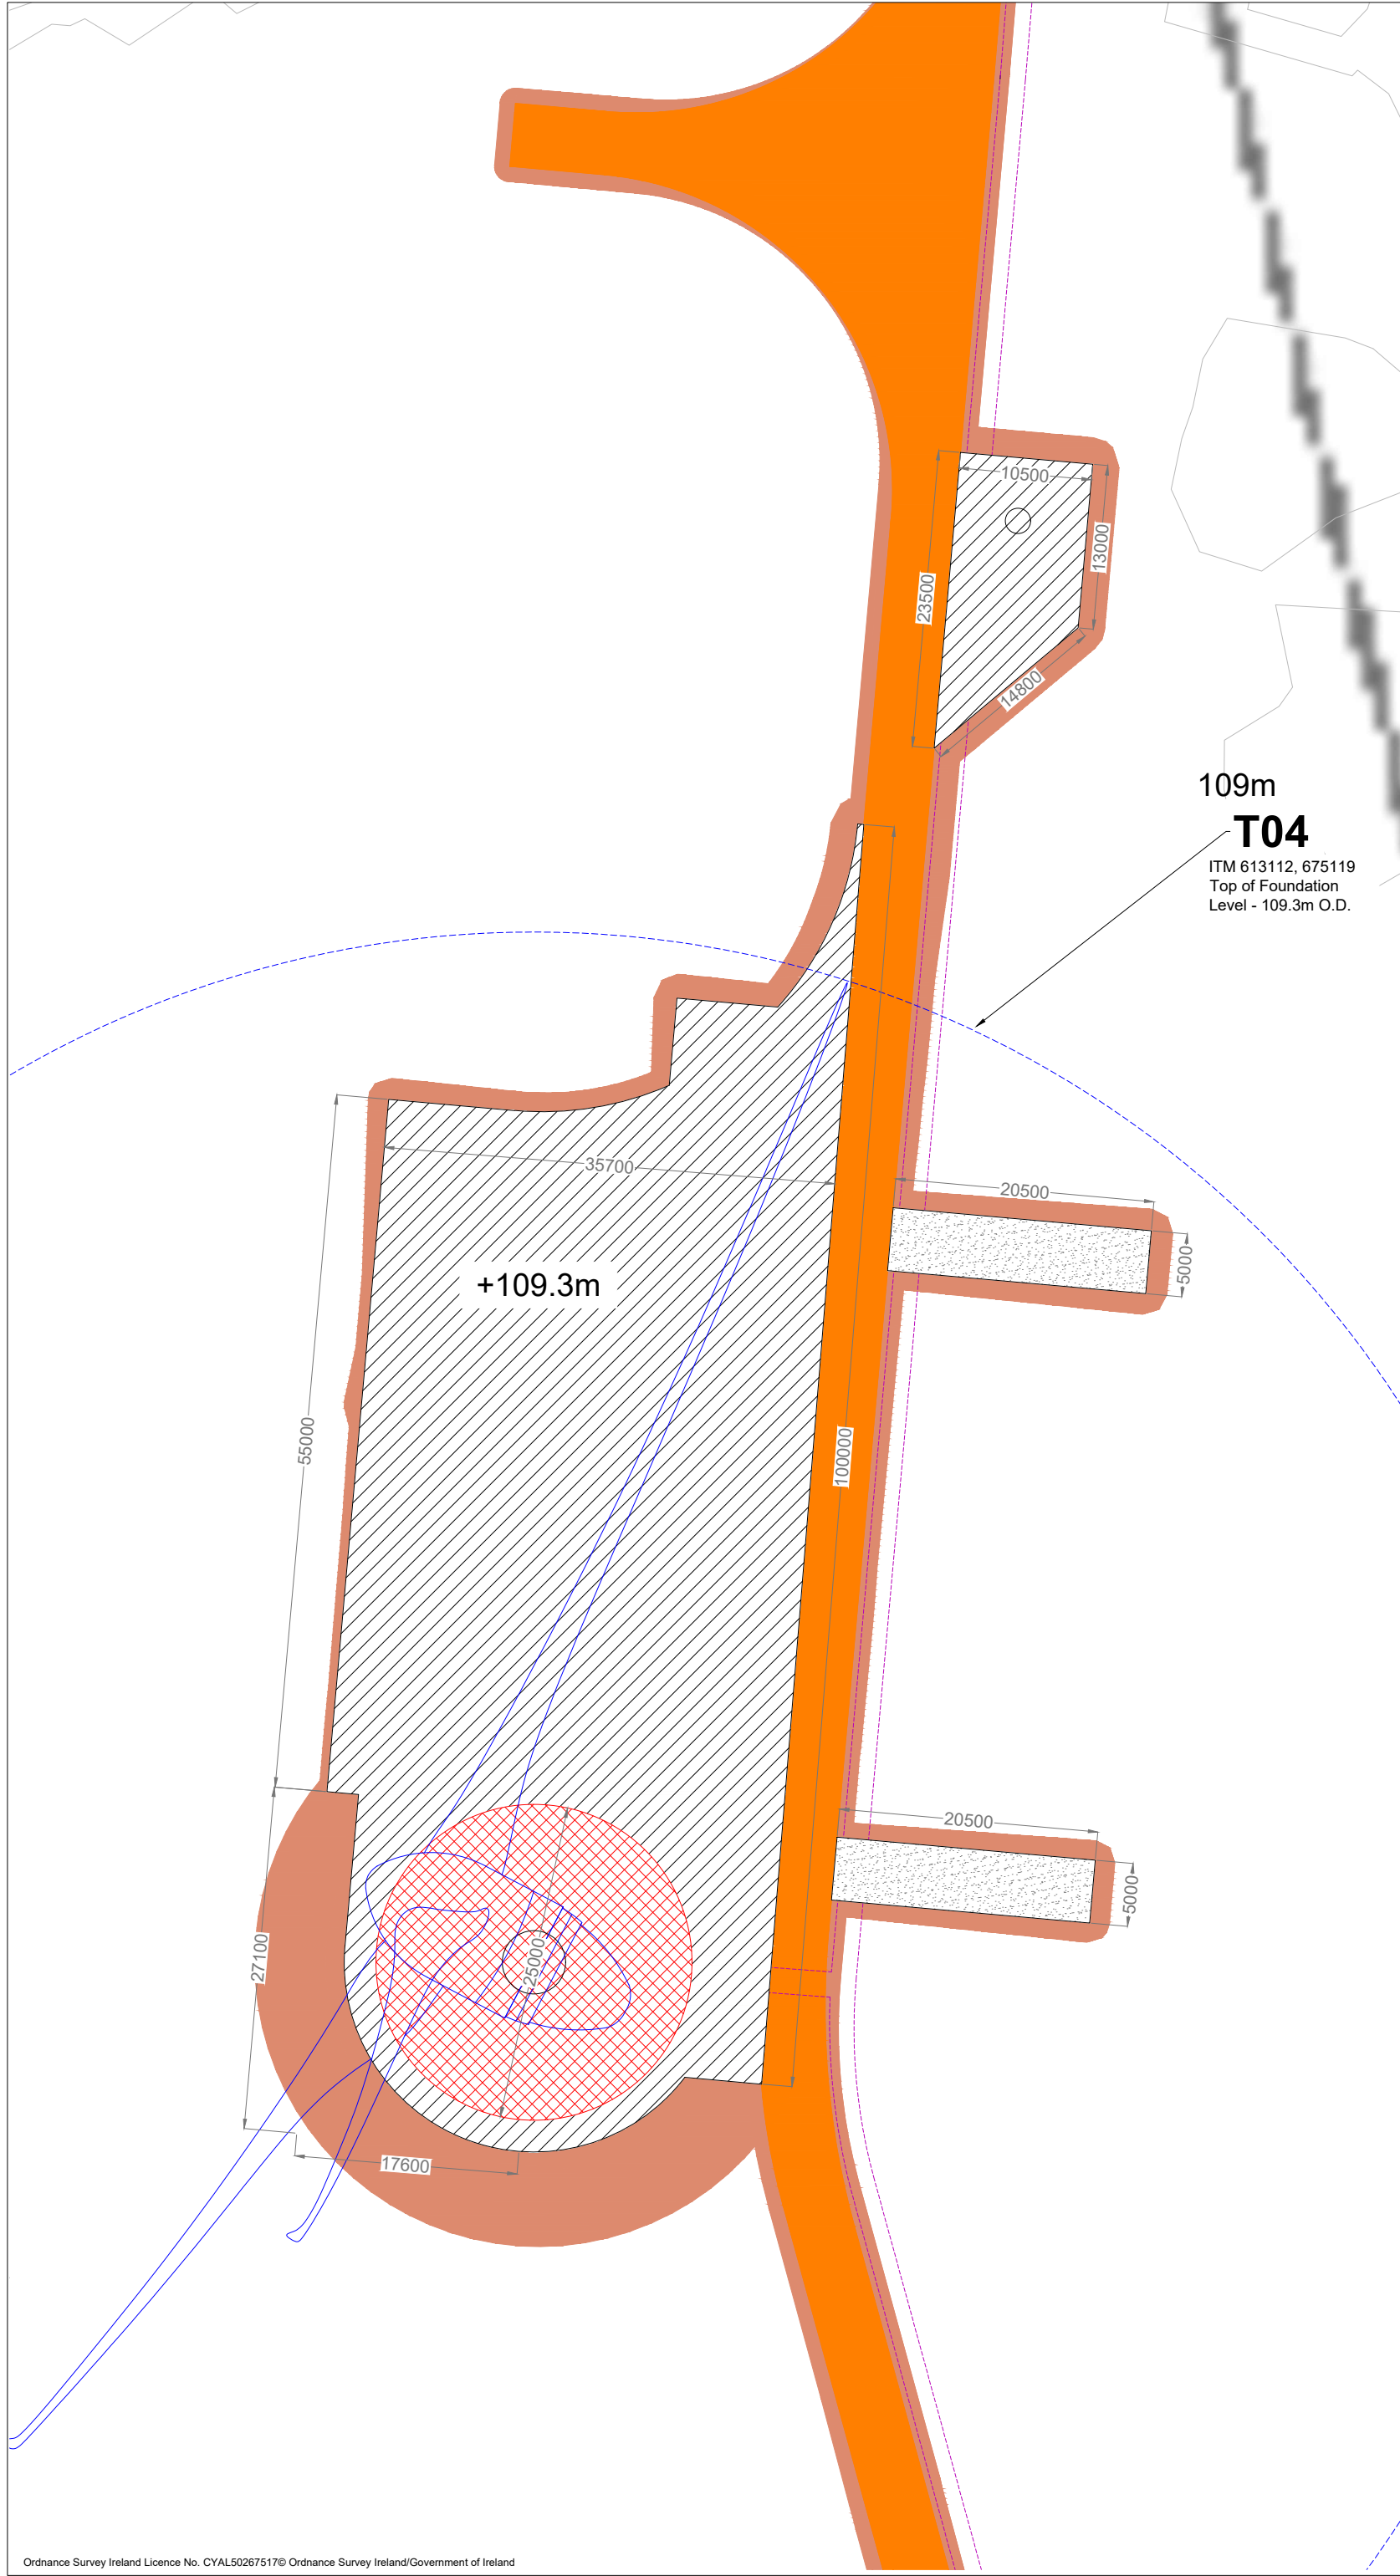 10500
13000
23500
14800
109m
T04
ITM 613112, 675119
Top of Foundation
Level - 109.3m O.D.
35700
20500
5000
+109.3m
55000
100000
20500
5000
27100
25000
17600
Ordnance Survey Ireland Licence No. CYAL50267517© Ordnance Survey Ireland/Government of Ireland